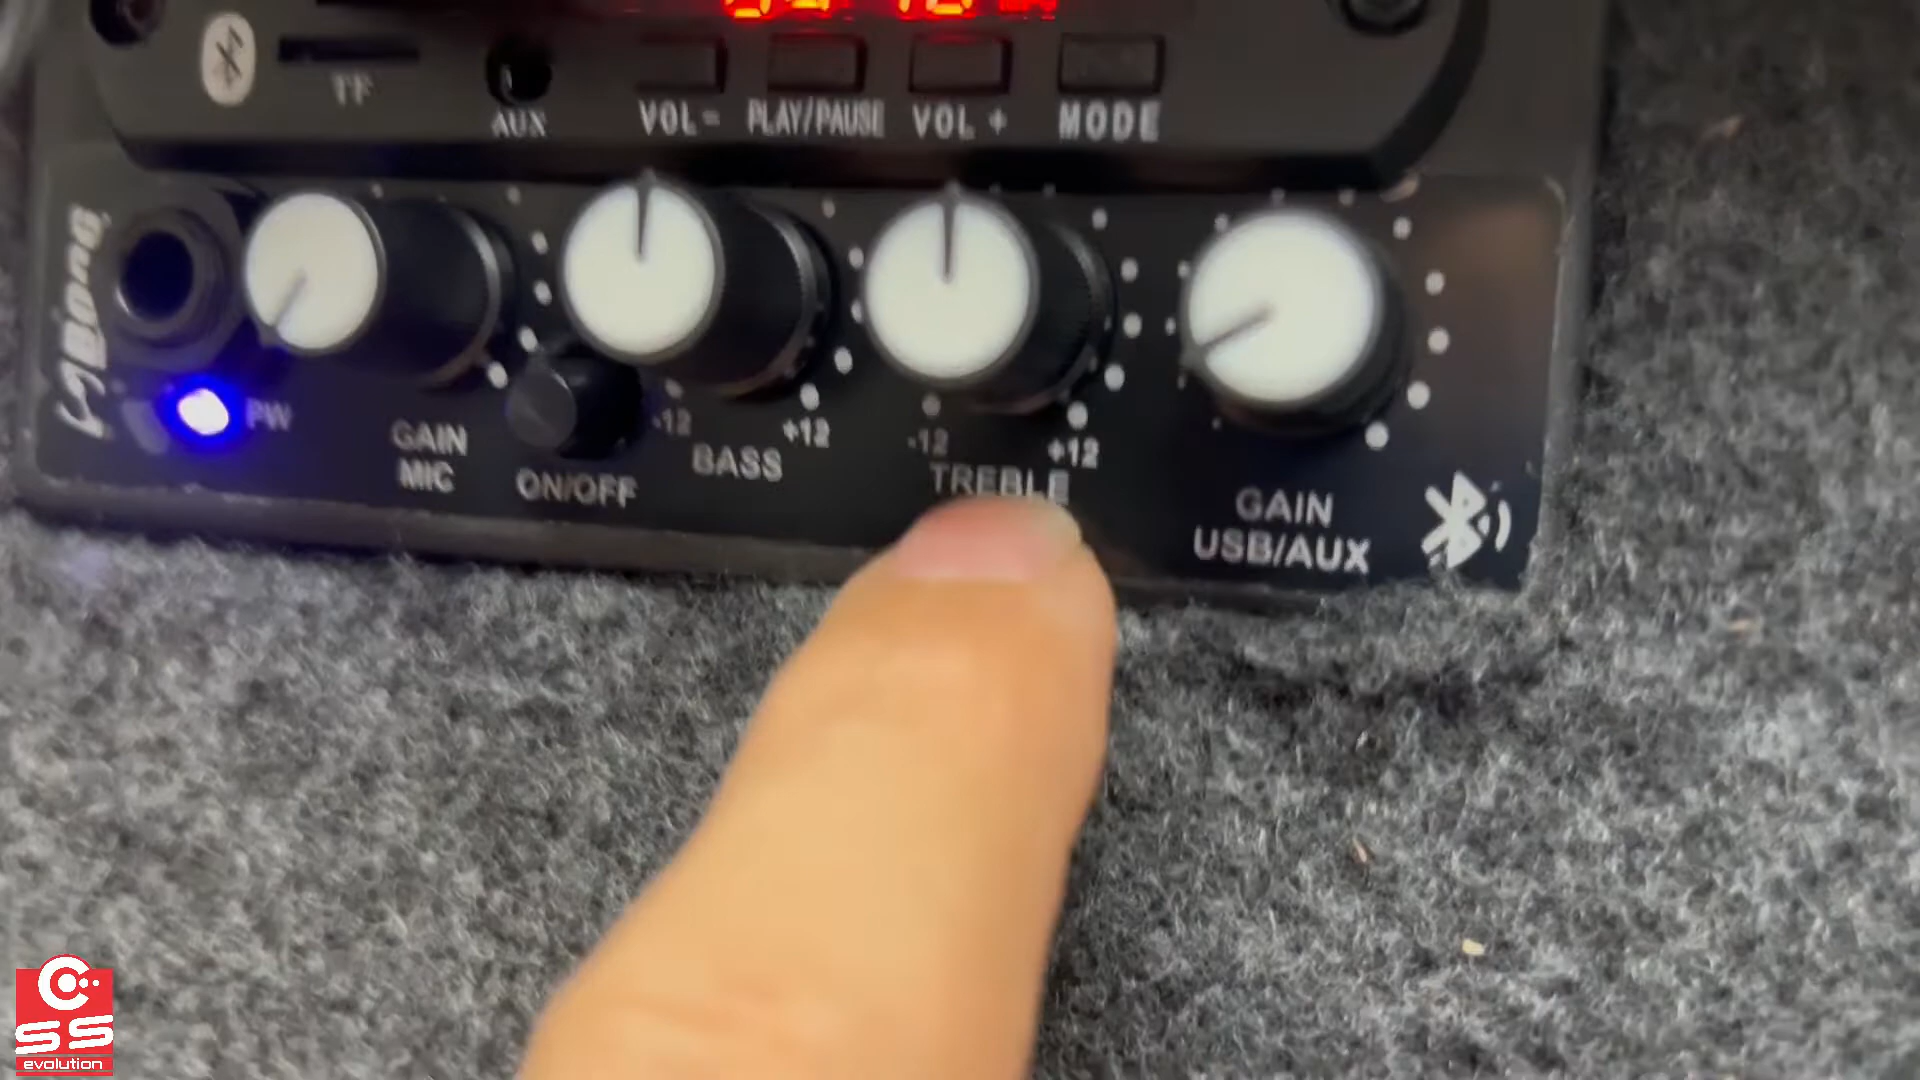 TF
AUX
VOL - PLAY/PAUSE VOL + MODE
PW
GAIN
MIC
ON/OFF
-12 +12
BASS
-12 +12
TREBLE
GAIN
USB/AUX
CSS
evolution